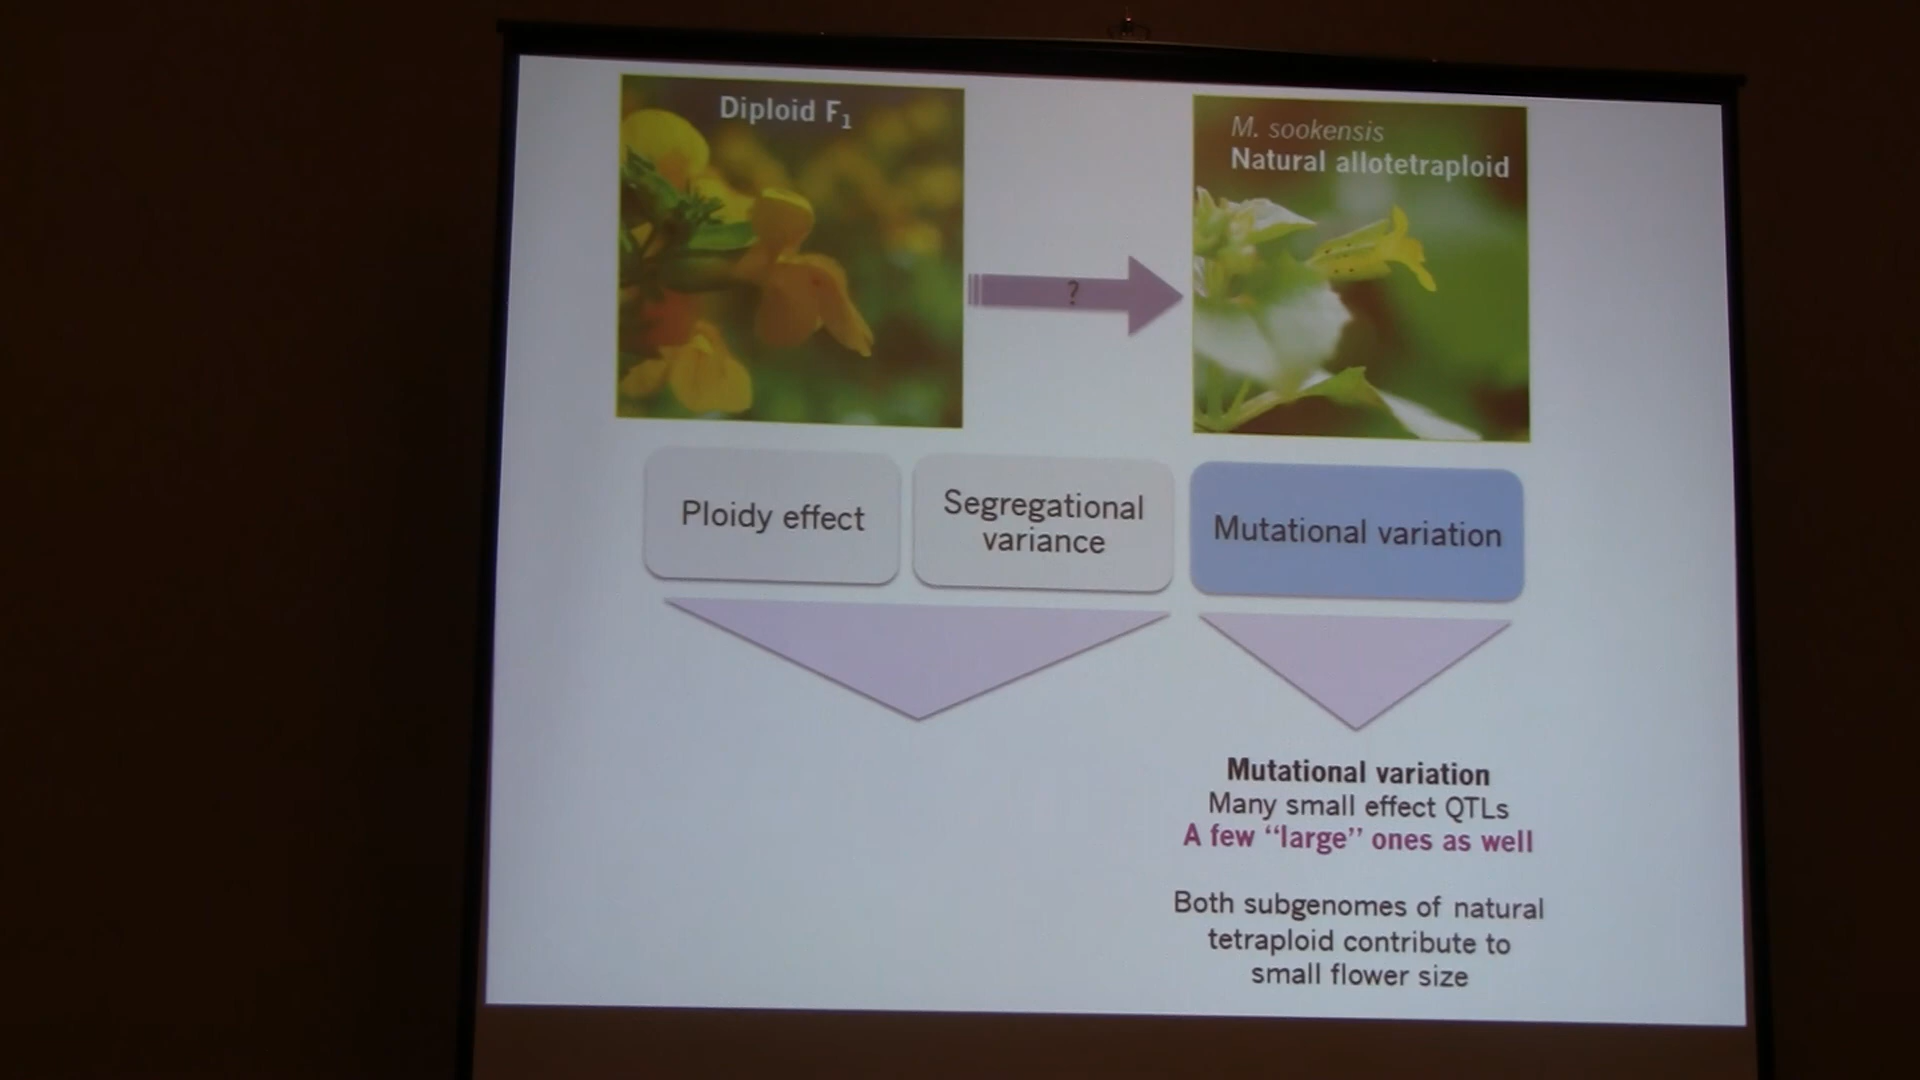 Diploid F₁
M. sookensis
Natural allotetraploid
?
Ploidy effect
Segregational
variance
Mutational variation
Mutational variation
Many small effect QTLs
A few “large” ones as well
Both subgenomes of natural
tetraploid contribute to
small flower size